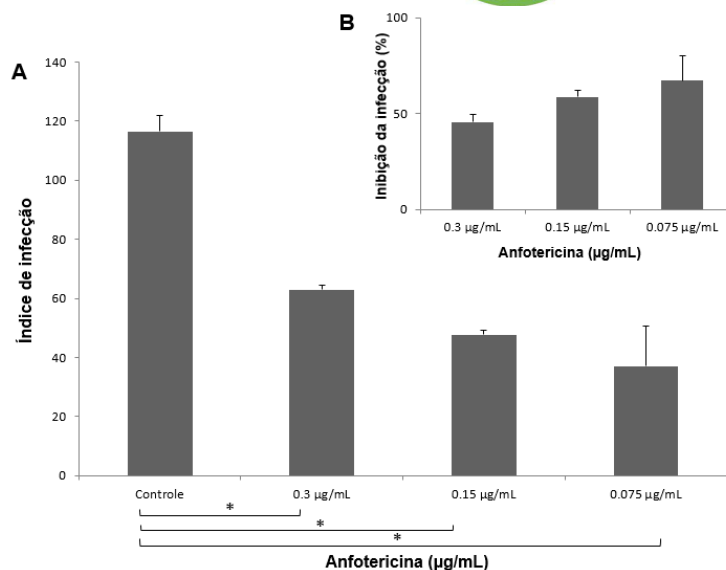 A
Índice de infecção
140
120
100
80
60
40
20
0
Controle
0.3 µg/mL
0.15 µg/mL
0.075 µg/mL
*
*
*
Anfotericina (µg/mL)
B
Inibição da infecção (%)
100
50
0
0.3 µg/mL
0.15 µg/mL
0.075 µg/mL
Anfotericina (µg/mL)